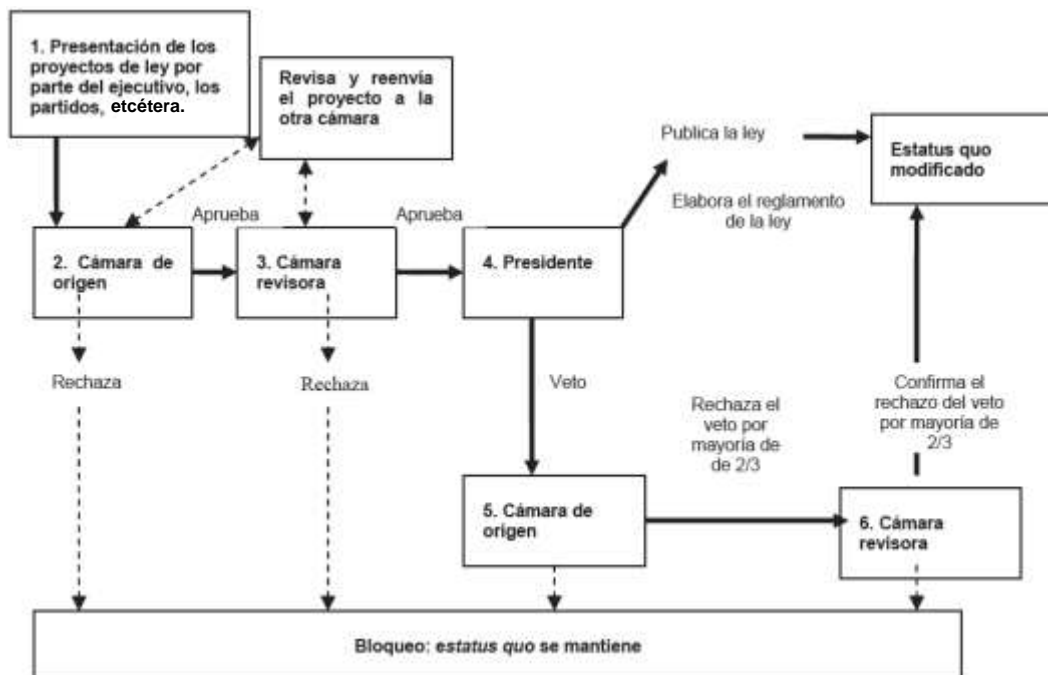 1. Presentación de los
proyectos de ley por
parte del ejecutivo, los
partidos, etcétera.
Revisa y reenvía
el proyecto a la
otra cámara
Publica la ley
Estatus quo
modificado
Elabora el reglamento
de la ley
Aprueba
Aprueba
2. Cámara de
origen
3. Cámara
revisora
4. Presidente
Rechaza
Rechaza
Veto
Rechaza el
veto por
mayoría de
de 2/3
Confirma el
rechazo del veto
por mayoría de
2/3
5. Cámara de
origen
6. Cámara
revisora
Bloqueo: estatus quo se mantiene